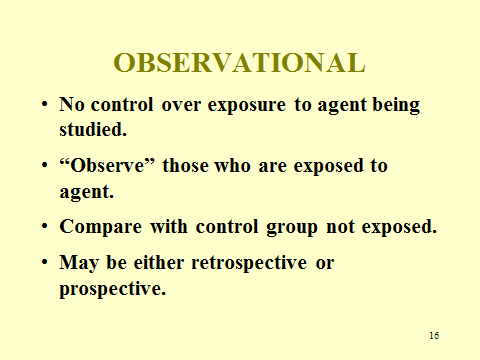 OBSERVATIONAL
• No control over exposure to agent being
studied.
• “Observe” those who are exposed to
agent.
• Compare with control group not exposed.
• May be either retrospective or
prospective.
16